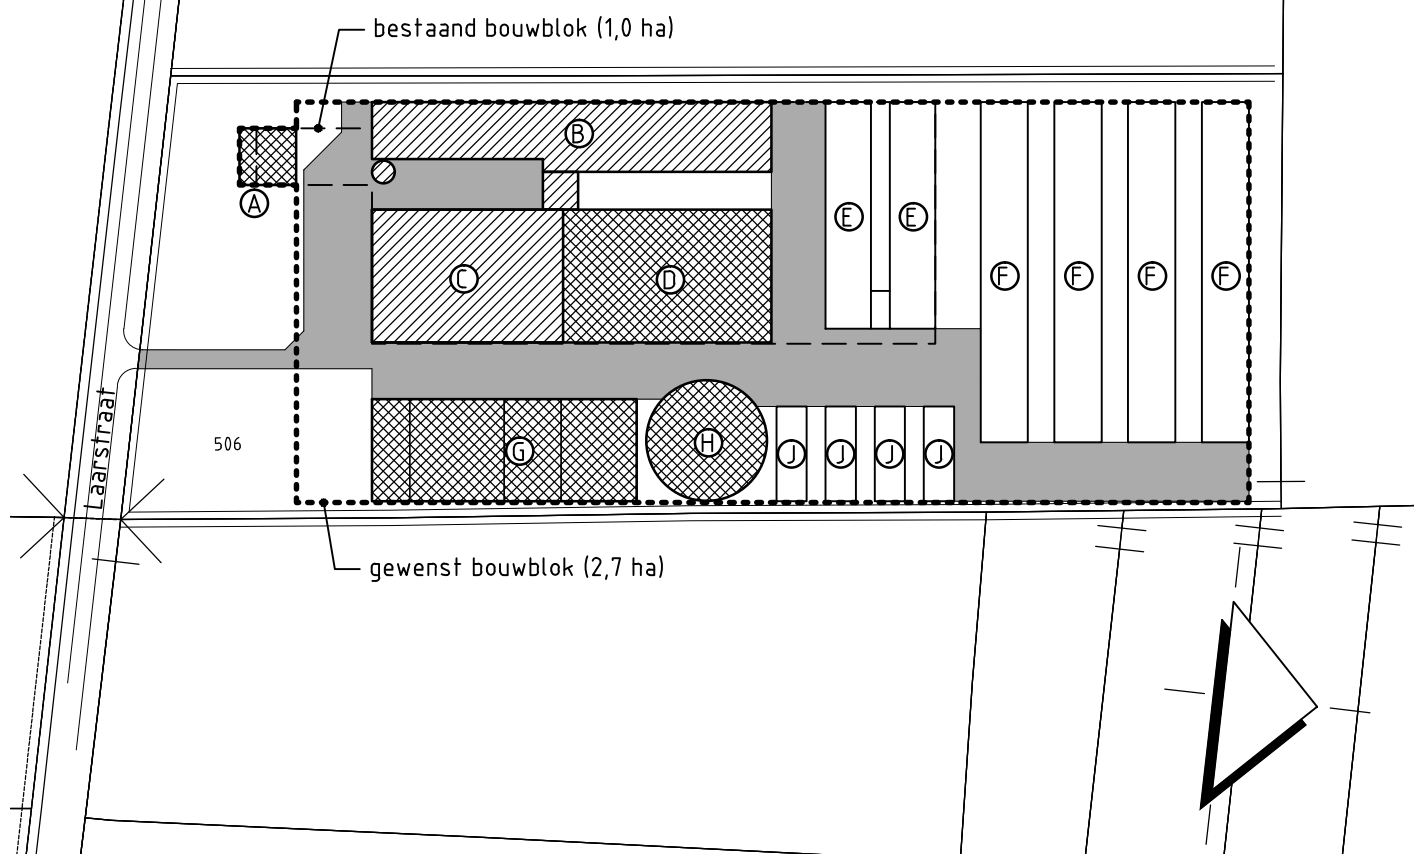 bestaand bouwblok (1,0 ha)
B
A
E
E
C
D
F
F
F
F
Laarstraat
506
G
H
J
J
J
J
gewenst bouwblok (2,7 ha)